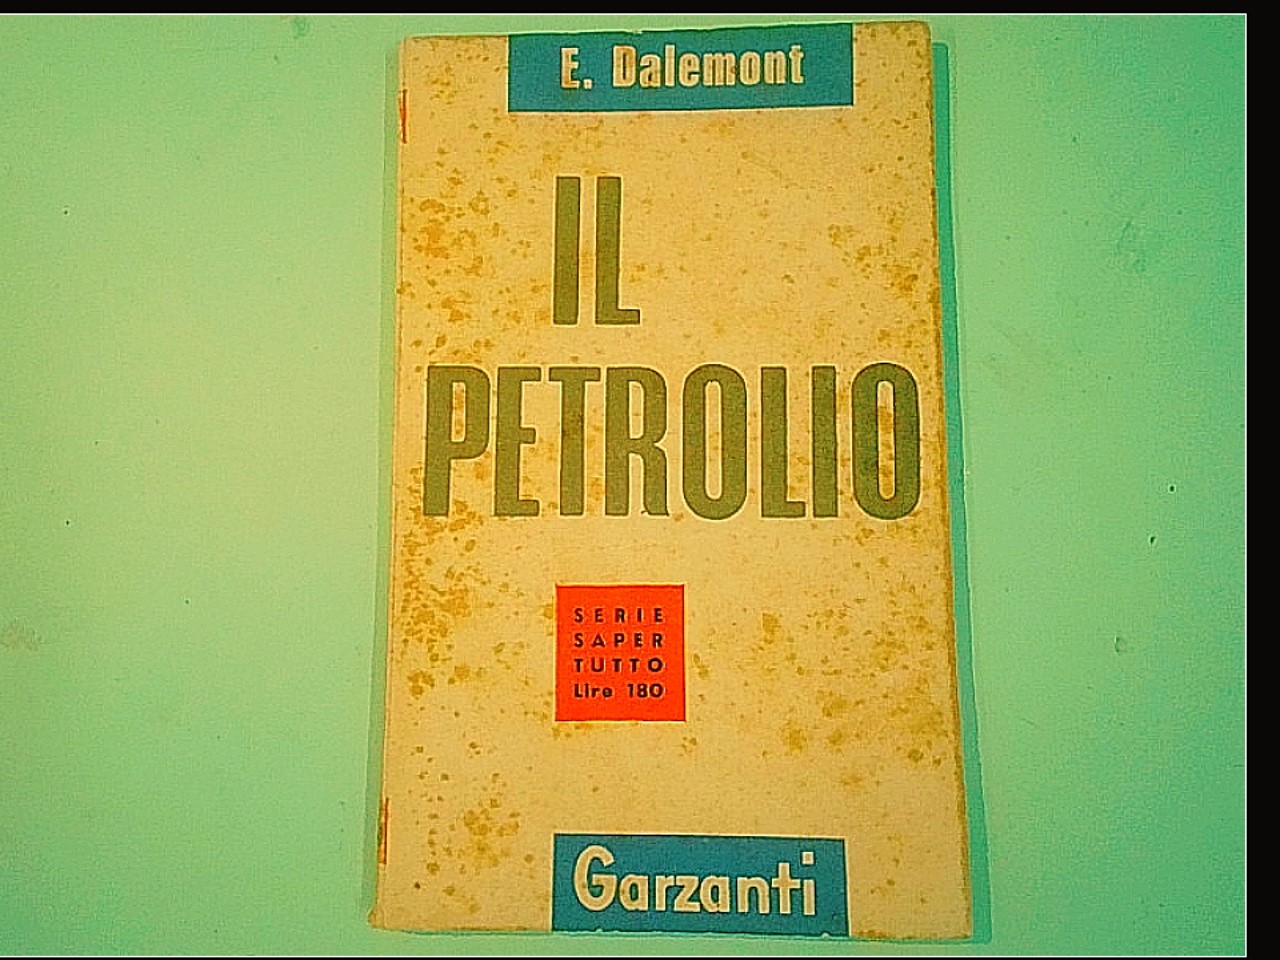 E. Dalemont
IL
PETROLIO
SERIE
SAPER
TUTTO
Lire 180
Garzanti